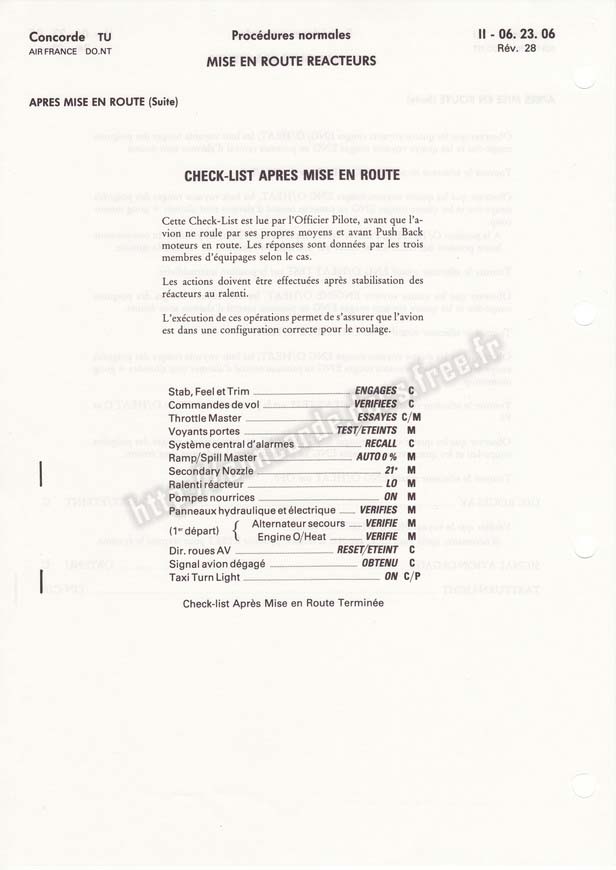 Concorde TU
AIR FRANCE DO.NT
Procédures normales
MISE EN ROUTE REACTEURS
II - 06. 23. 06
Rév. 28
APRES MISE EN ROUTE (Suite)
CHECK-LIST APRES MISE EN ROUTE
Cette Check-List est lue par l'Officier Pilote, avant que l'a-
vion ne roule par ses propres moyens et avant Push Back
moteurs en route. Les réponses sont données par les trois
membres d'équipages selon le cas.
Les actions doivent être effectuées après stabilisation des
réacteurs au ralenti.
L'exécution de ces opérations permet de s'assurer que l'avion
est dans une configuration correcte pour le roulage.
Stab, Feel et Trim ENGAGES C
Commandes de vol VERIFIEES C
Throttle Master ESSAYES C/M
Voyants portes TEST/ETEINTS M
Système central d'alarmes RECALL C
Ramp/Spill Master AUTO 0 % M
Secondary Nozzle 21° M
Ralenti réacteur LO M
Pompes nourrices ON M
Panneaux hydraulique et électrique VERIFIES M
(1er départ) { Alternateur secours VERIFIE M
Engine O/Heat VERIFIE M
Dir. roues AV RESET/ETEINT C
Signal avion dégagé OBTENU C
Taxi Turn Light ON C/P
Check-list Après Mise en Route Terminée